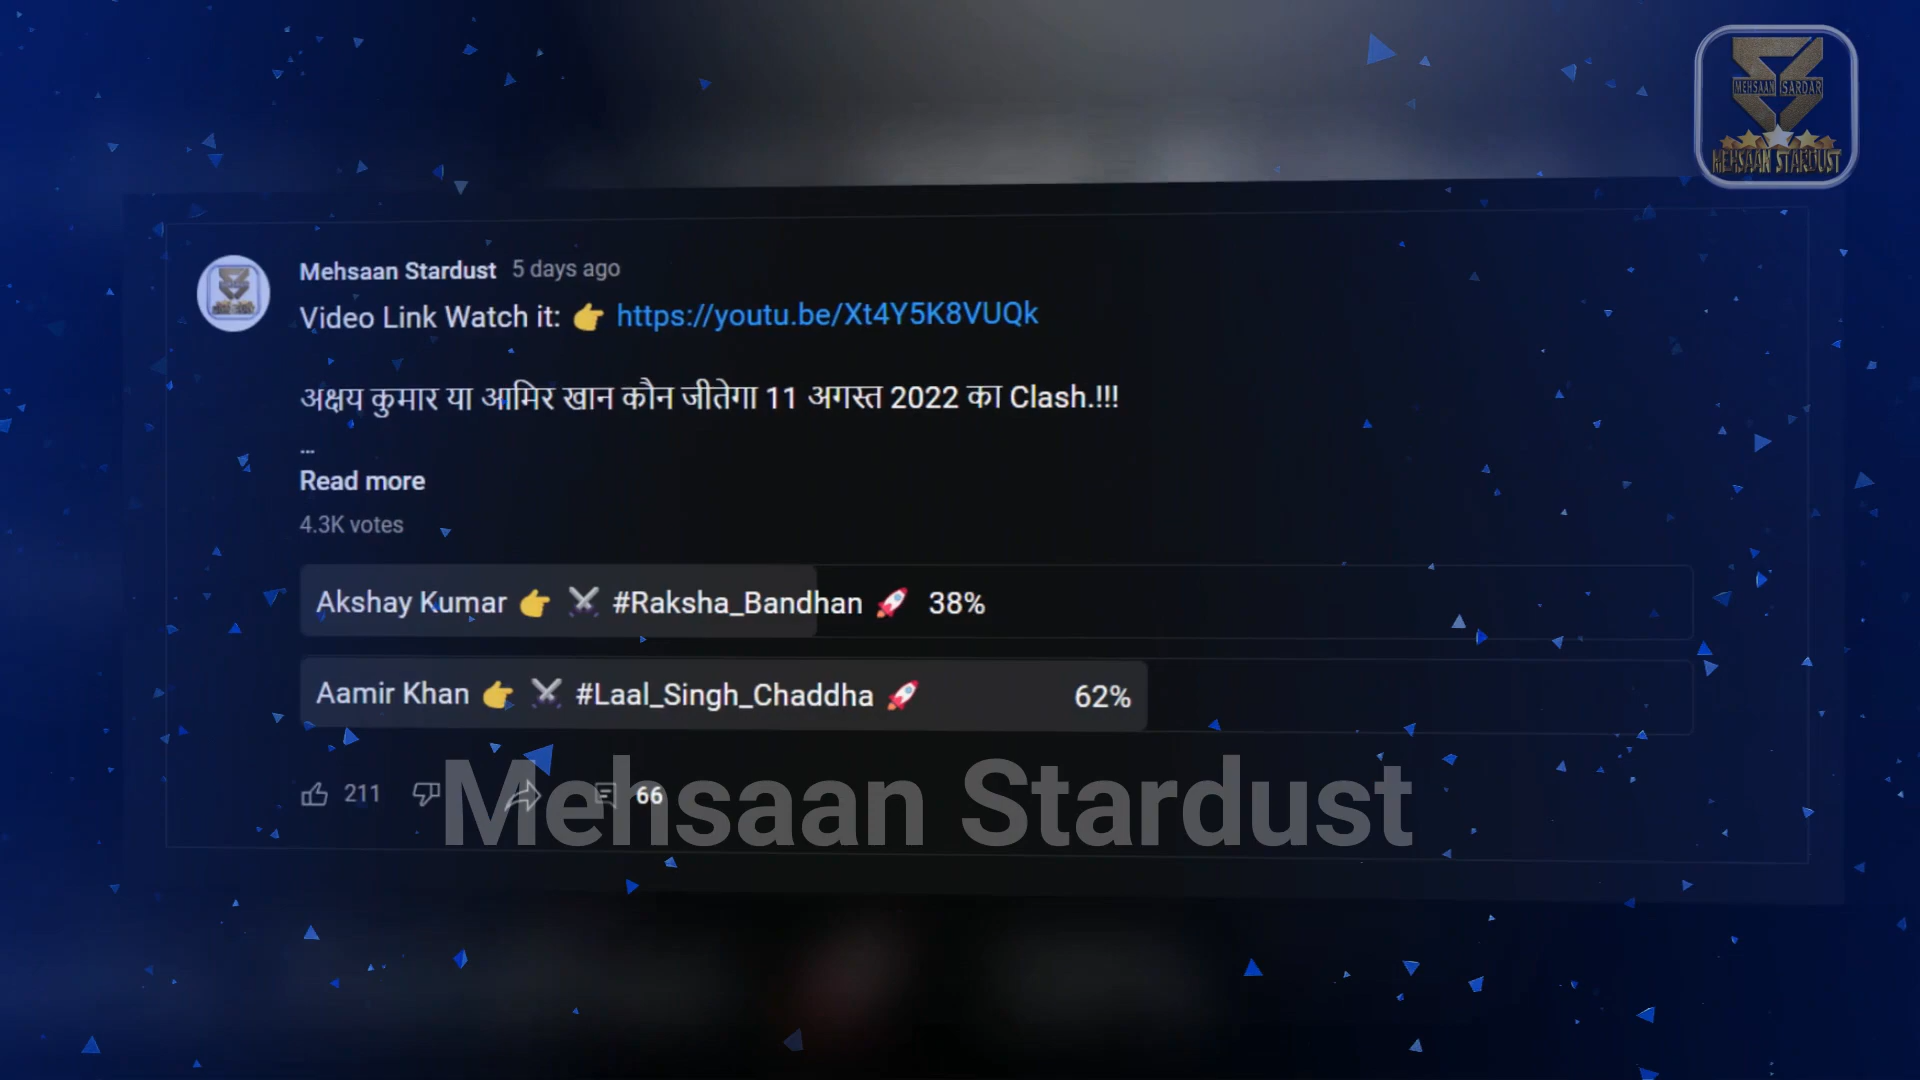 MEHSAAN SARDAR
MEHSAAN STARDUST
Mehsaan Stardust 5 days ago
Video Link Watch it: 👉 https://youtu.be/Xt4Y5K8VUQk
अक्षय कुमार या आमिर खान कौन जीतेगा 11 अगस्त 2022 का Clash.!!!
...
Read more
4.3K votes
Akshay Kumar 👉 ⚔️ #Raksha_Bandhan 🚀 38%
Aamir Khan 👉 ⚔️ #Laal_Singh_Chaddha 🚀 62%
211 66
Mehsaan Stardust